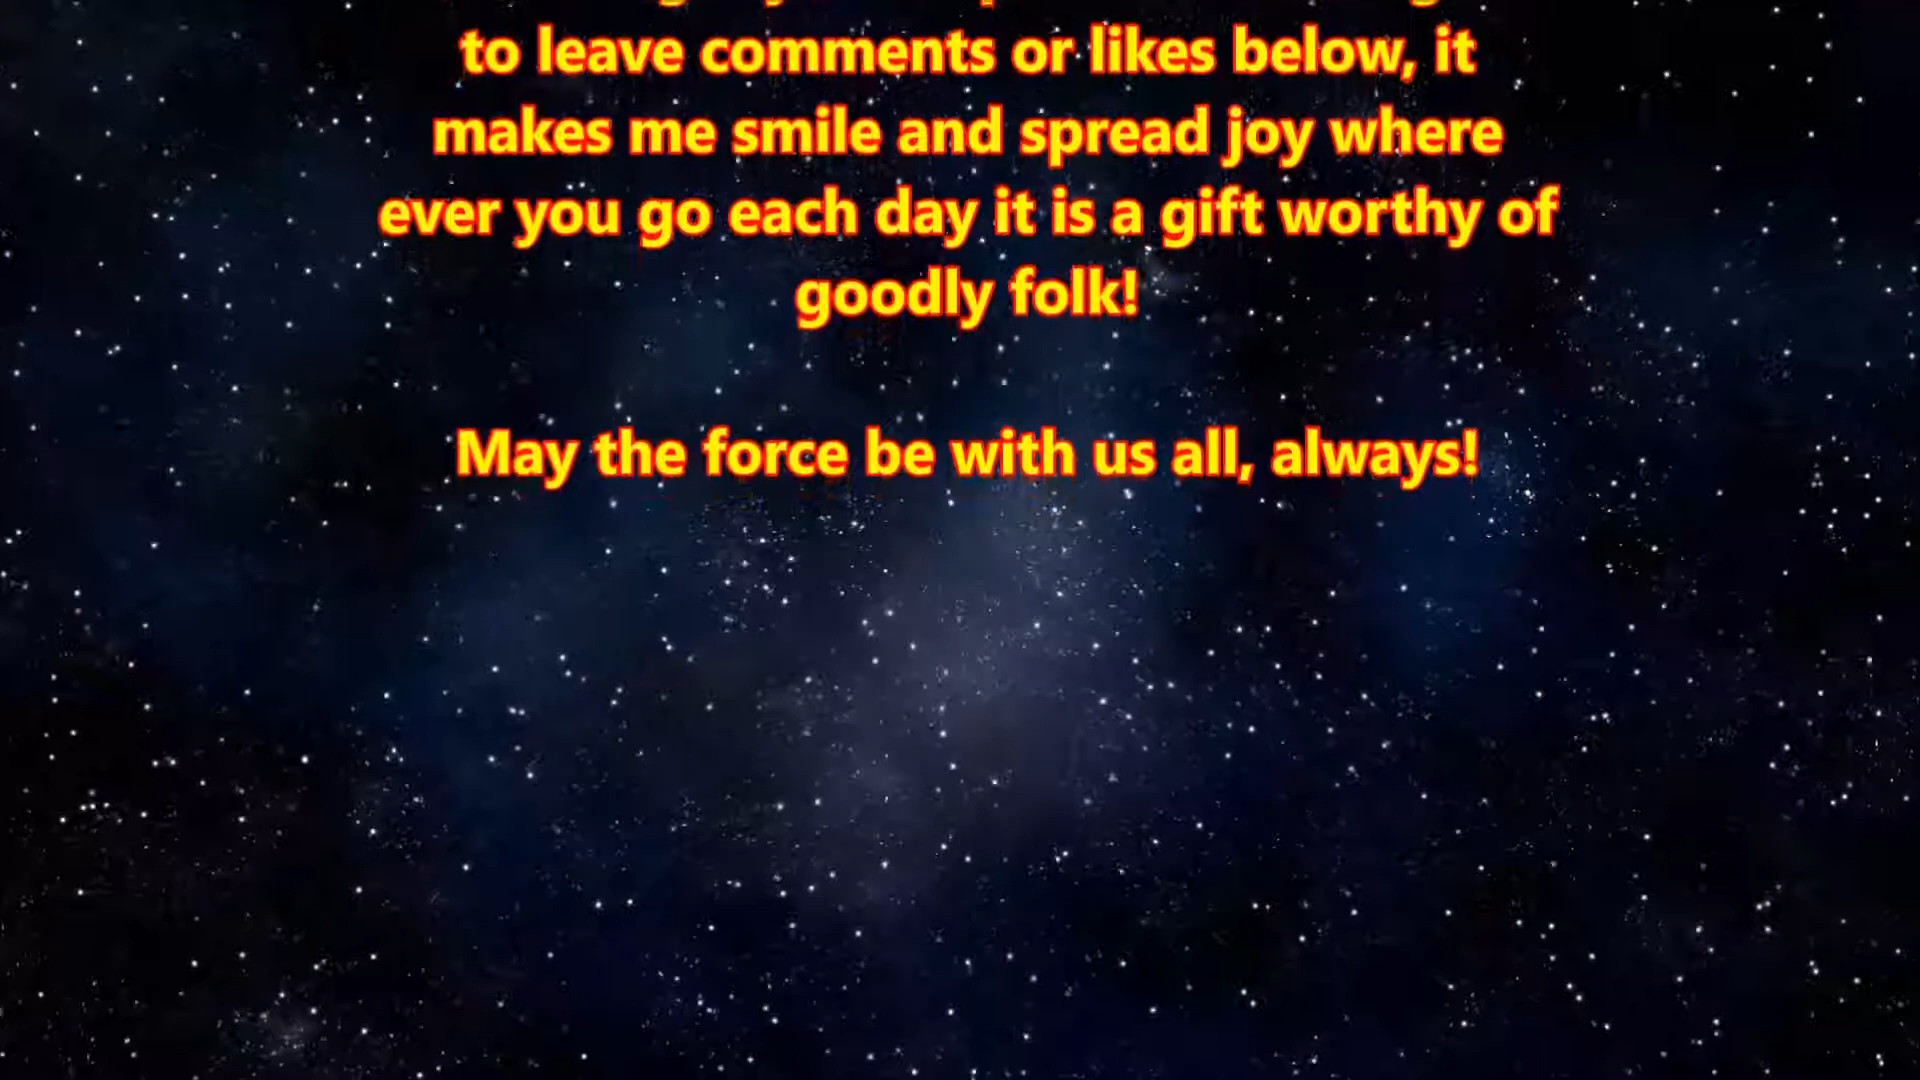 to leave comments or likes below, it
makes me smile and spread joy where
ever you go each day it is a gift worthy of
goodly folk!
May the force be with us all, always!